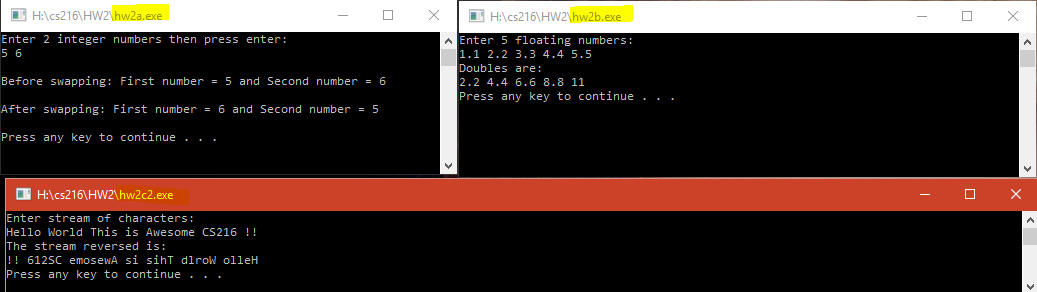 H:\cs216\HW2\hw2a.exe
Enter 2 integer numbers then press enter:
5 6
Before swapping: First number = 5 and Second number = 6
After swapping: First number = 6 and Second number = 5
Press any key to continue . . .
H:\cs216\HW2\hw2b.exe
Enter 5 floating numbers:
1.1 2.2 3.3 4.4 5.5
Doubles are:
2.2 4.4 6.6 8.8 11
Press any key to continue . . .
H:\cs216\HW2\hw2c2.exe
Enter stream of characters:
Hello World This is Awesome CS216 !!
The stream reversed is:
!! 612SC emosewA si sihT dlroW olleH
Press any key to continue . . .